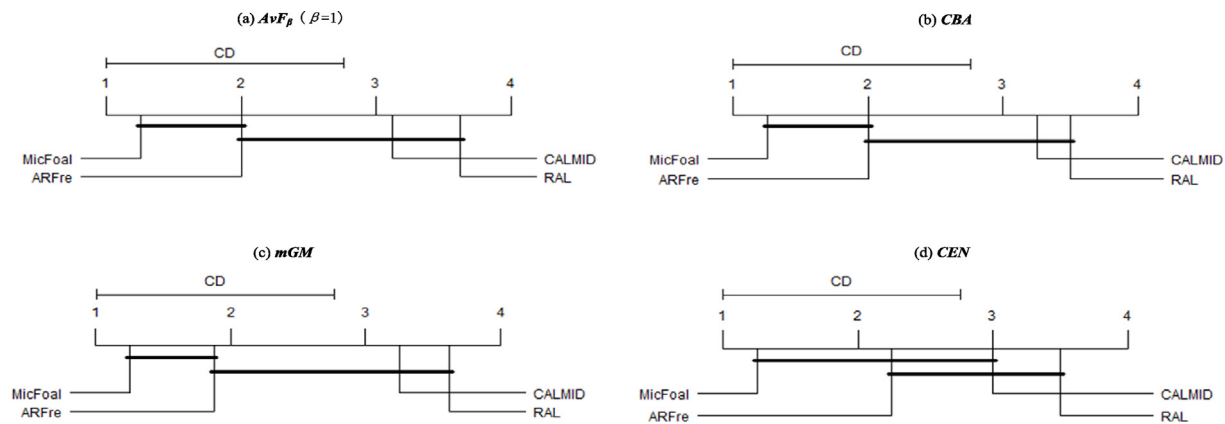 (a) AvFβ ( β=1)
CD
1 2 3 4
MicFoal CALMID
ARFre RAL
(b) CBA
CD
1 2 3 4
MicFoal CALMID
ARFre RAL
(c) mGM
CD
1 2 3 4
MicFoal CALMID
ARFre RAL
(d) CEN
CD
1 2 3 4
MicFoal CALMID
ARFre RAL